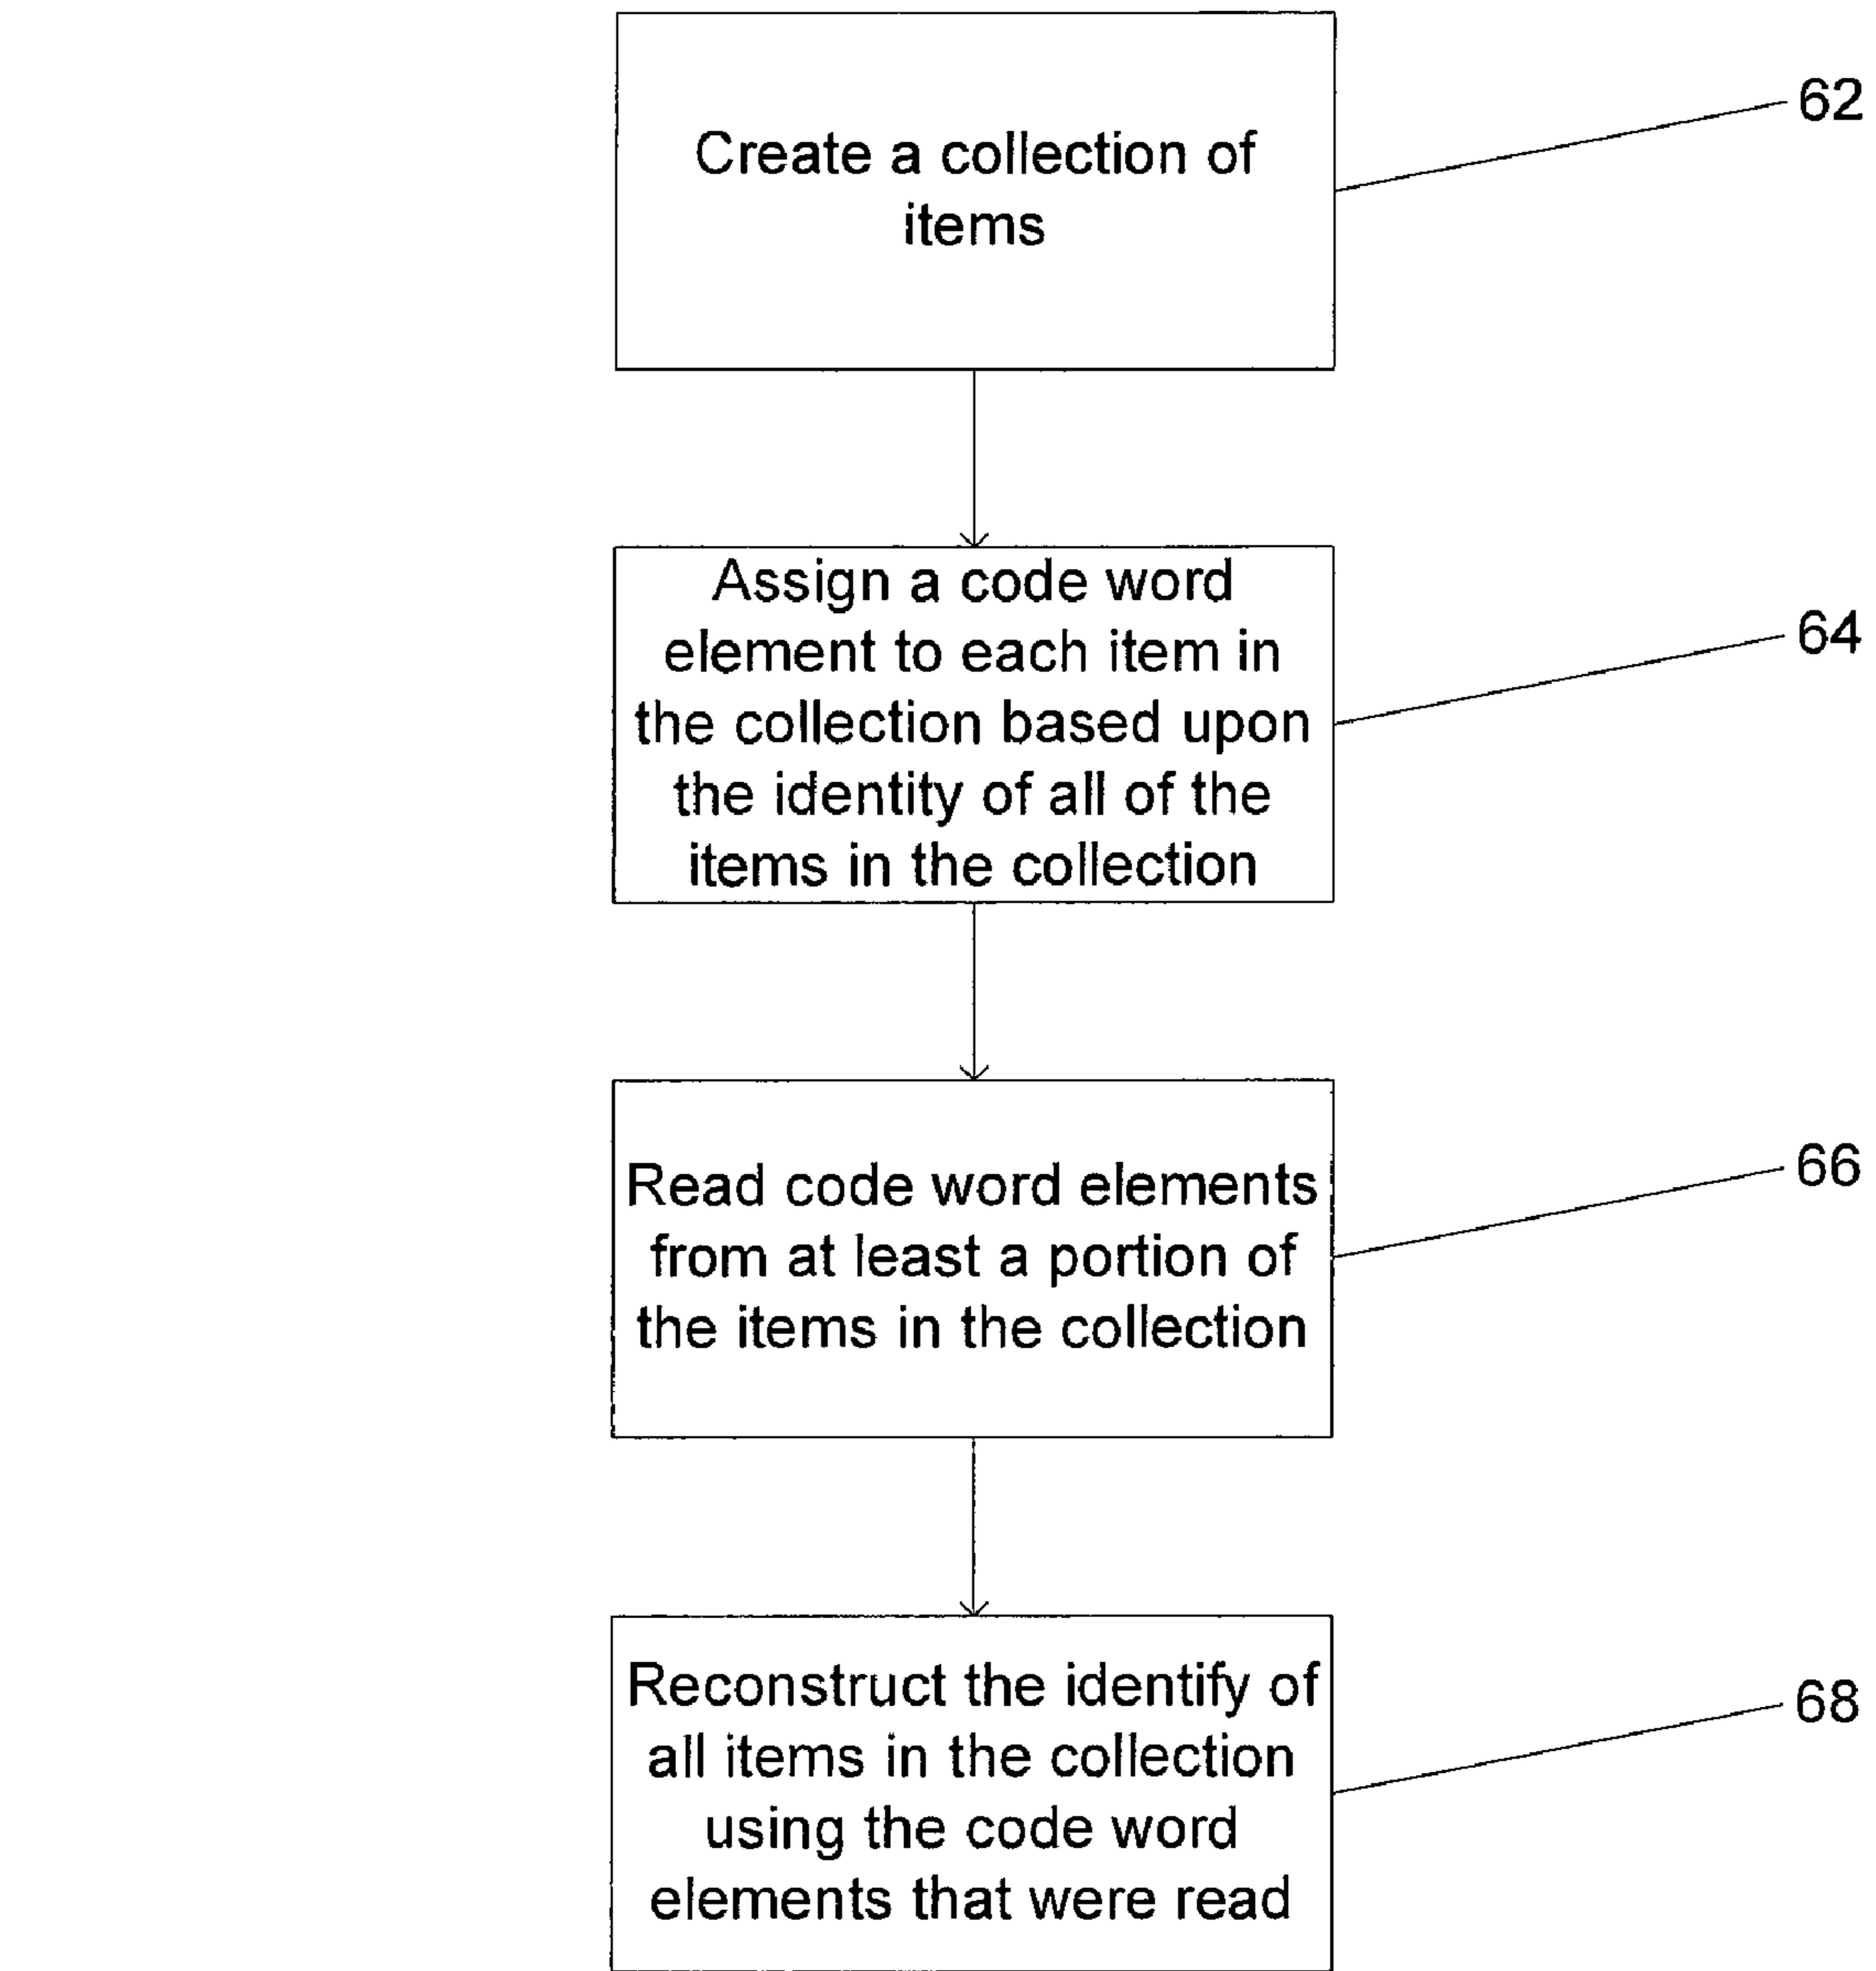 Create a collection of
items
62
Assign a code word
element to each item in
the collection based upon
the identity of all of the
items in the collection
64
Read code word elements
from at least a portion of
the items in the collection
66
Reconstruct the identify of
all items in the collection
using the code word
elements that were read
68